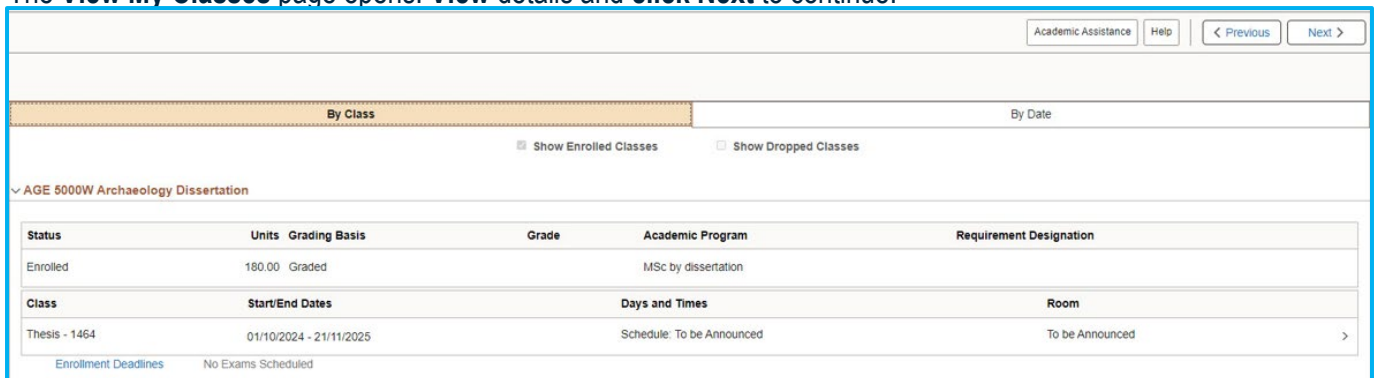 The View My Classes page opens. View details and click Next to continue.
Academic Assistance Help Previous Next
By Class By Date
Show Enrolled Classes Show Dropped Classes
AGE 5000W Archaeology Dissertation
Status Units Grading Basis Grade Academic Program Requirement Designation
Enrolled 180.00 Graded MSc by dissertation
Class Start/End Dates Days and Times Room
Thesis - 1464 01/10/2024 - 21/11/2025 Schedule: To be Announced To be Announced
Enrollment Deadlines No Exams Scheduled